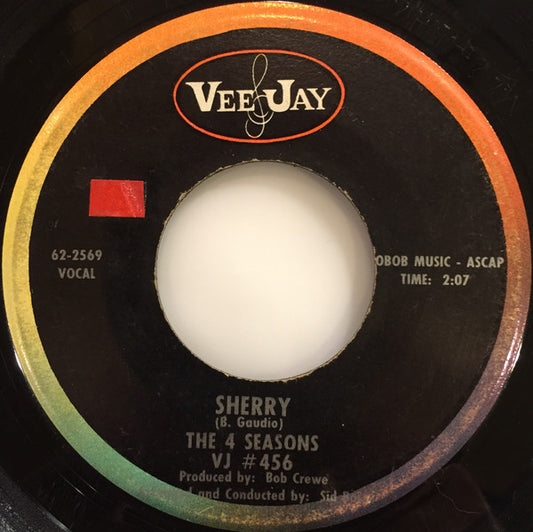 VEE JAY
62-2569
VOCAL
OBOB MUSIC - ASCAP
TIME: 2:07
SHERRY
(B. Gaudio)
THE 4 SEASONS
VJ #456
Produced by: Bob Crewe
and Conducted by: Sid